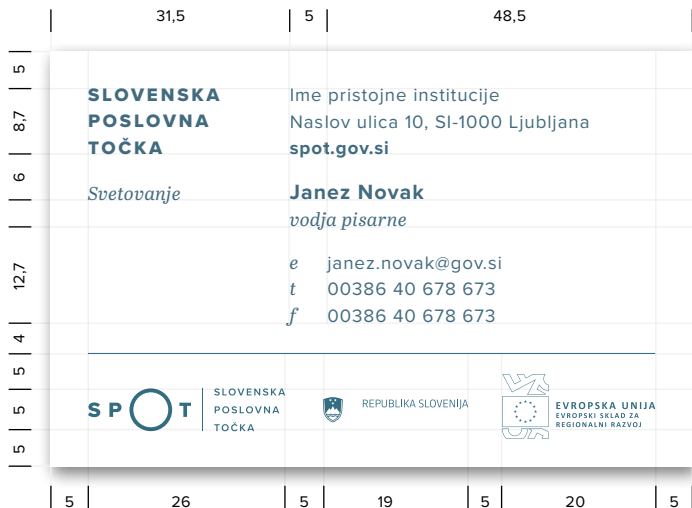 31,5 5 48,5
5
8,7
6
12,7
4
5
5
5
SLOVENSKA
POSLOVNA
TOČKA
Ime pristojne institucije
Naslov ulica 10, SI-1000 Ljubljana
spot.gov.si
Svetovanje
Janez Novak
vodja pisarne
e janez.novak@gov.si
t 00386 40 678 673
f 00386 40 678 673
SPOT
SLOVENSKA
POSLOVNA
TOČKA
REPUBLIKA SLOVENIJA
EVROPSKA UNIJA
EVROPSKI SKLAD ZA
REGIONALNI RAZVOJ
5 26 5 19 5 20 5